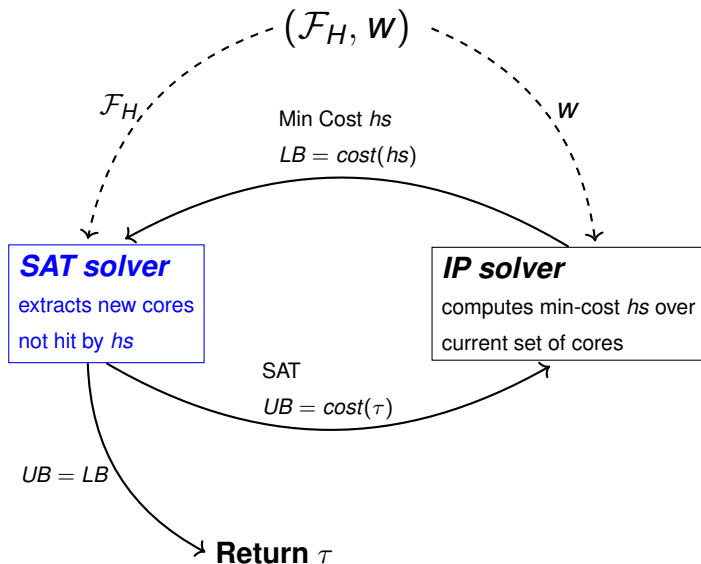 (𝓕_H, w)
𝓕_H
w
Min Cost hs
LB = cost(hs)
SAT solver
extracts new cores
not hit by hs
IP solver
computes min-cost hs over
current set of cores
SAT
UB = cost(τ)
UB = LB
Return τ